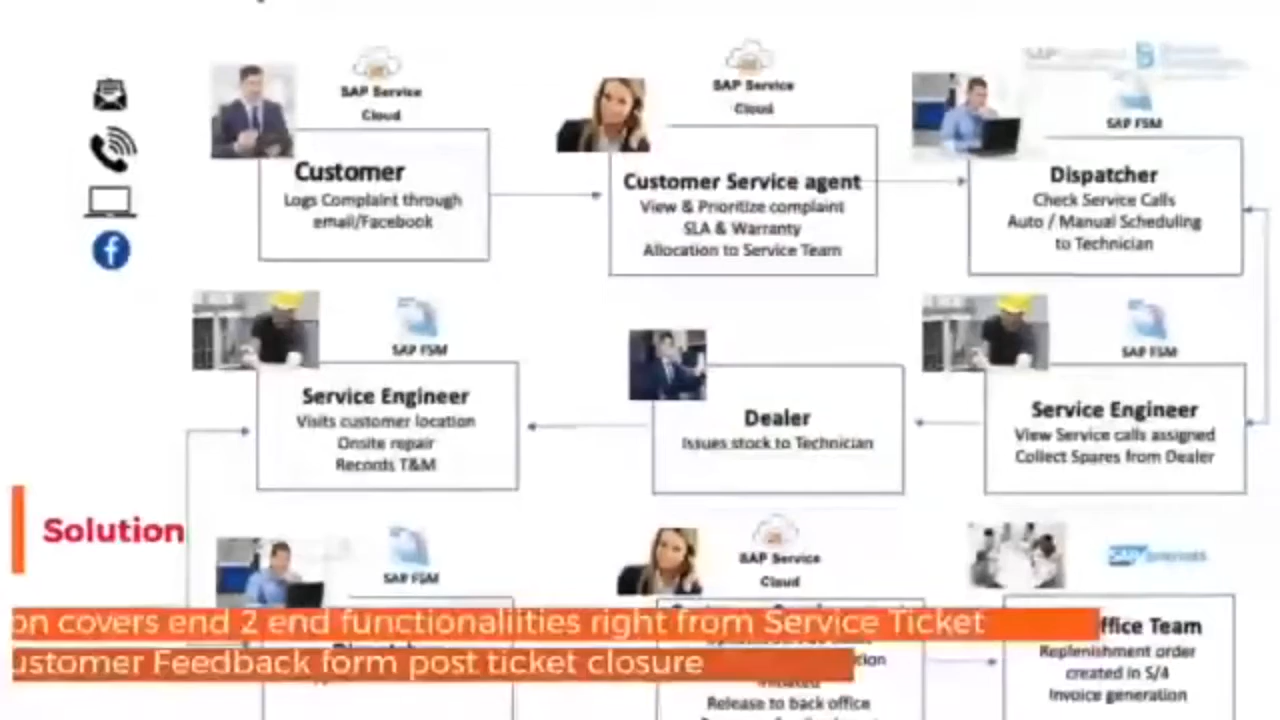 SAP Service
Cloud
Customer
Logs Complaint through
email/Facebook
SAP Service
Cloud
Customer Service agent
View & Prioritize complaint
SLA & Warranty
Allocation to Service Team
SAP FSM
Dispatcher
Check Service Calls
Auto / Manual Scheduling
to Technician
SAP FSM
Service Engineer
Visits customer location
Onsite repair
Records T&M
Dealer
Issues stock to Technician
SAP FSM
Service Engineer
View Service calls assigned
Collect Spares from Dealer
Solution
SAP FSM
SAP Service
Cloud
on covers end 2 end functionaliities right from Service Ticket
ustomer Feedback form post ticket closure
Release to back office
ffice Team
Replenishment order
created in S/4
Invoice generation